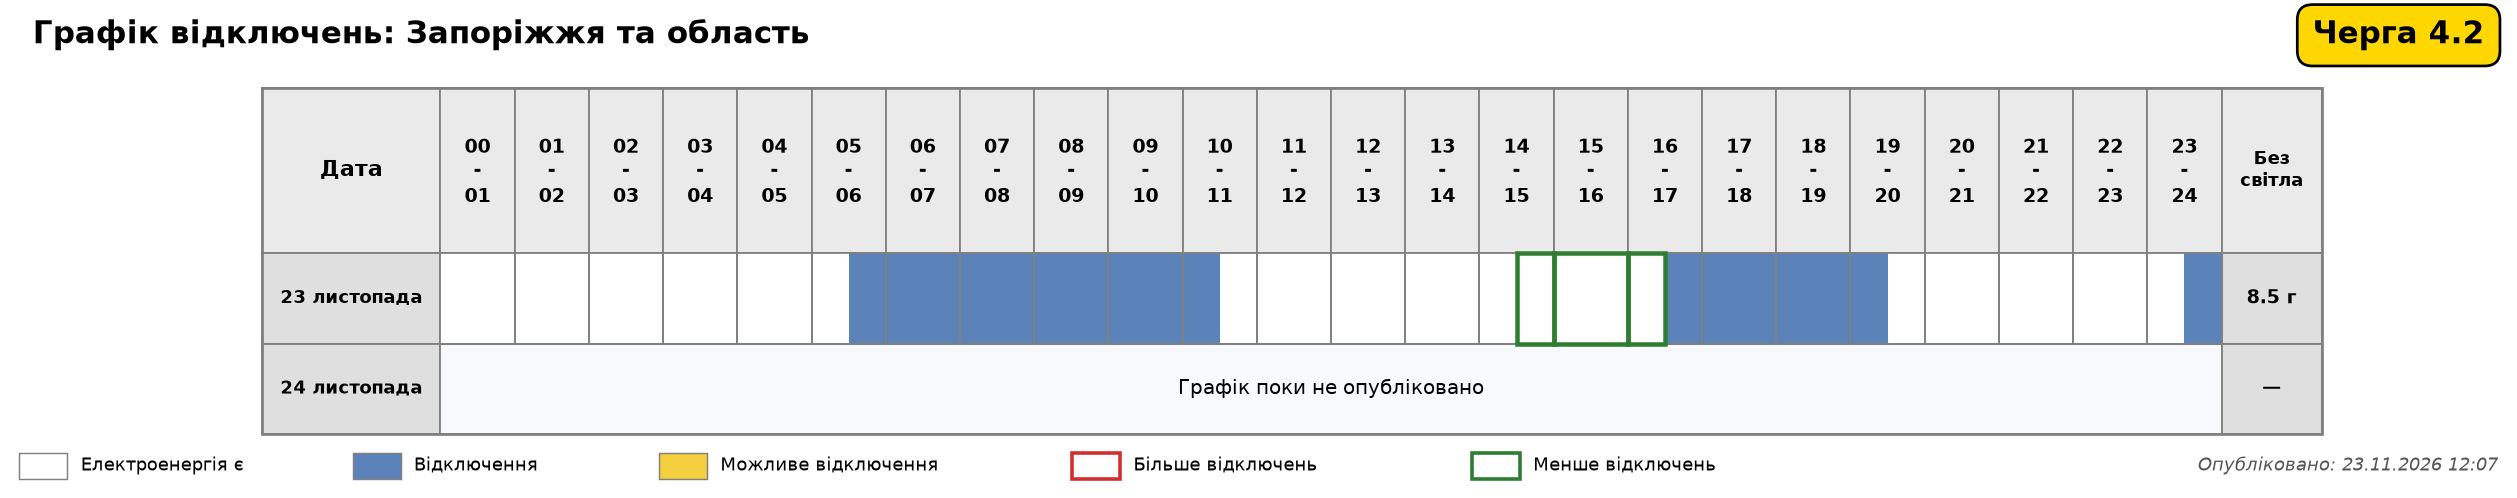 Графік відключень: Запоріжжя та область
Черга 4.2
Дата
00 - 01
01 - 02
02 - 03
03 - 04
04 - 05
05 - 06
06 - 07
07 - 08
08 - 09
09 - 10
10 - 11
11 - 12
12 - 13
13 - 14
14 - 15
15 - 16
16 - 17
17 - 18
18 - 19
19 - 20
20 - 21
21 - 22
22 - 23
23 - 24
Без
світла
23 листопада
8.5 г
24 листопада
Графік поки не опубліковано
—
Електроенергія є
Відключення
Можливе відключення
Більше відключень
Менше відключень
Опубліковано: 23.11.2026 12:07